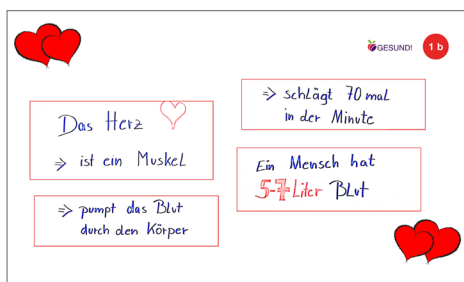 GESUND!
1 b
Das Herz
⇒ ist ein Muskel
⇒ pumpt das Blut
durch den Körper
⇒ schlägt 70 mal
in der Minute
Ein Mensch hat
5-7 Liter Blut